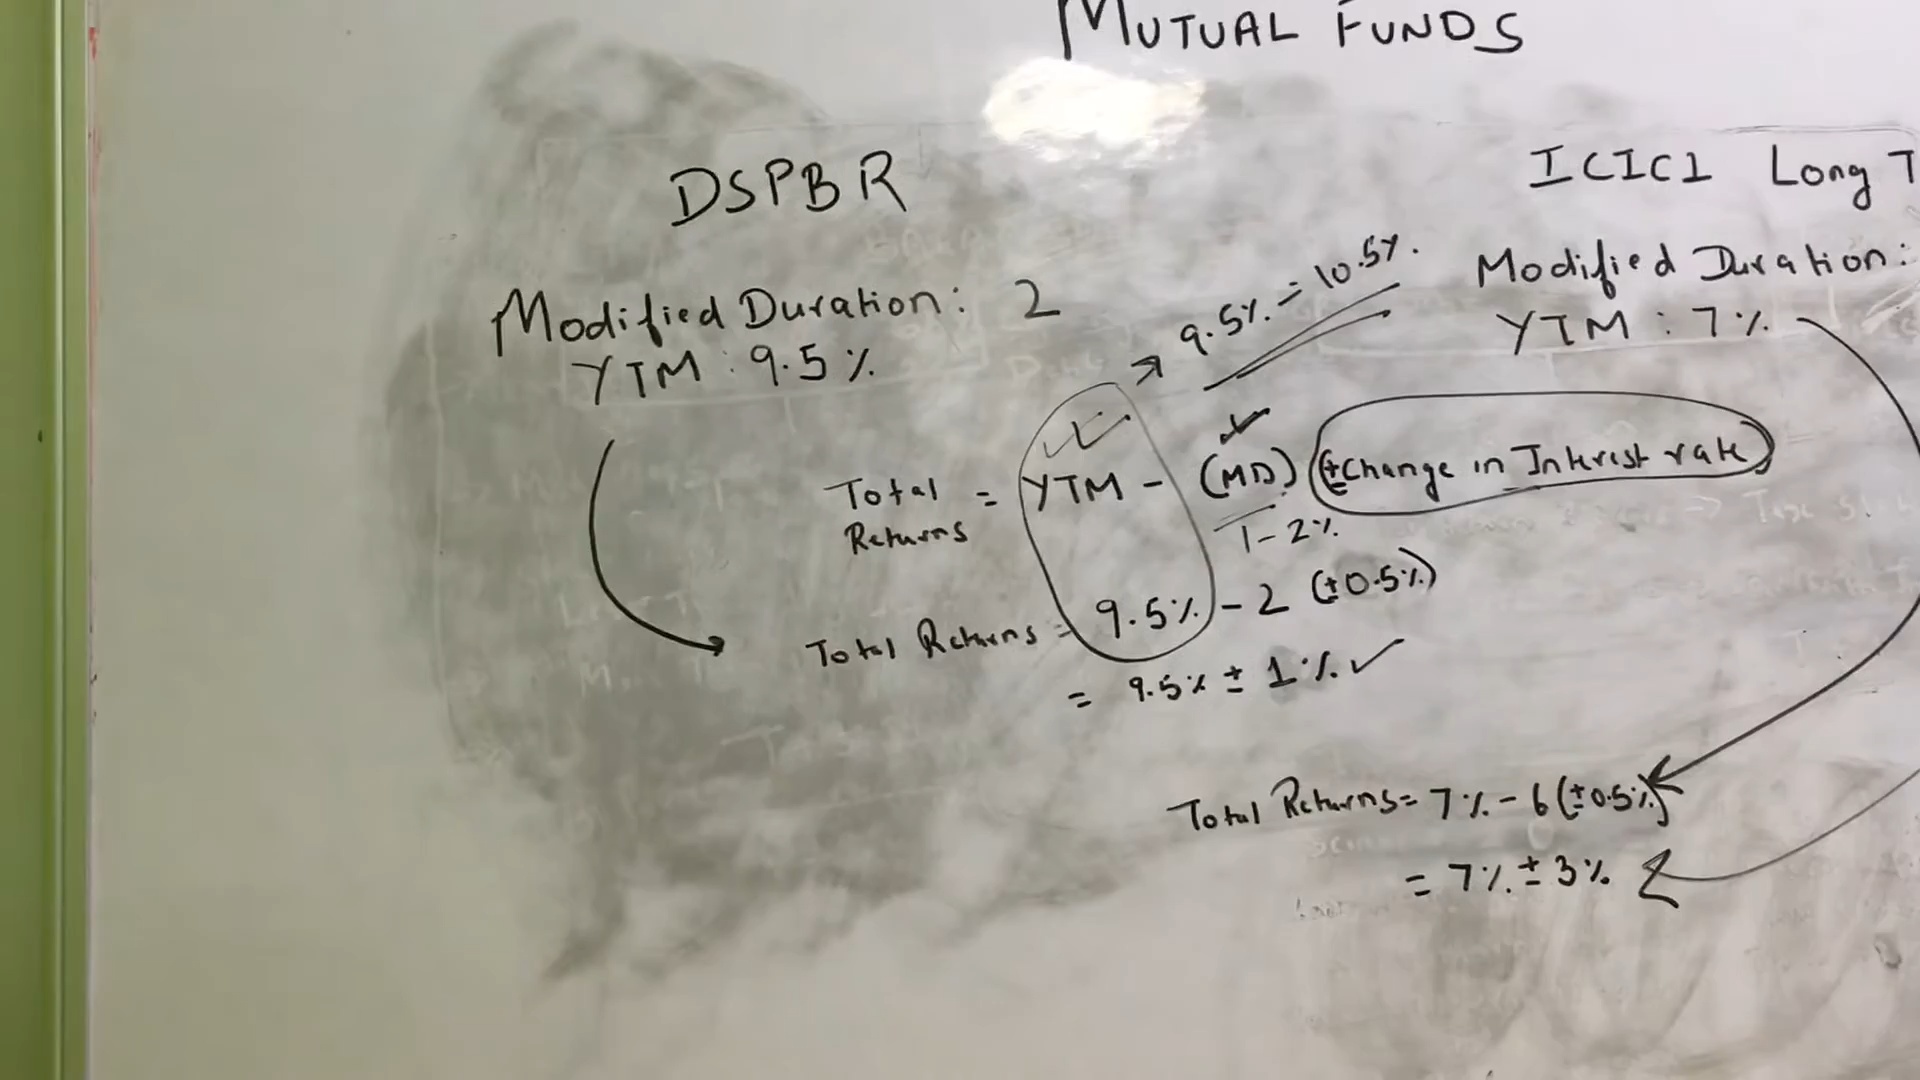 MUTUAL FUNDS
DSPBR
Modified Duration: 2
YTM : 9.5%
ICICI Long T
Modified Duration:
YTM : 7%
9.5% - 10.5%.
Total Returns = YTM - (MD) (± Change in Interest rate)
1-2%
Total Returns = 9.5% - 2 (±0.5%)
= 9.5% ± 1%
Total Returns = 7% - 6 (±0.5%)
= 7% ± 3%